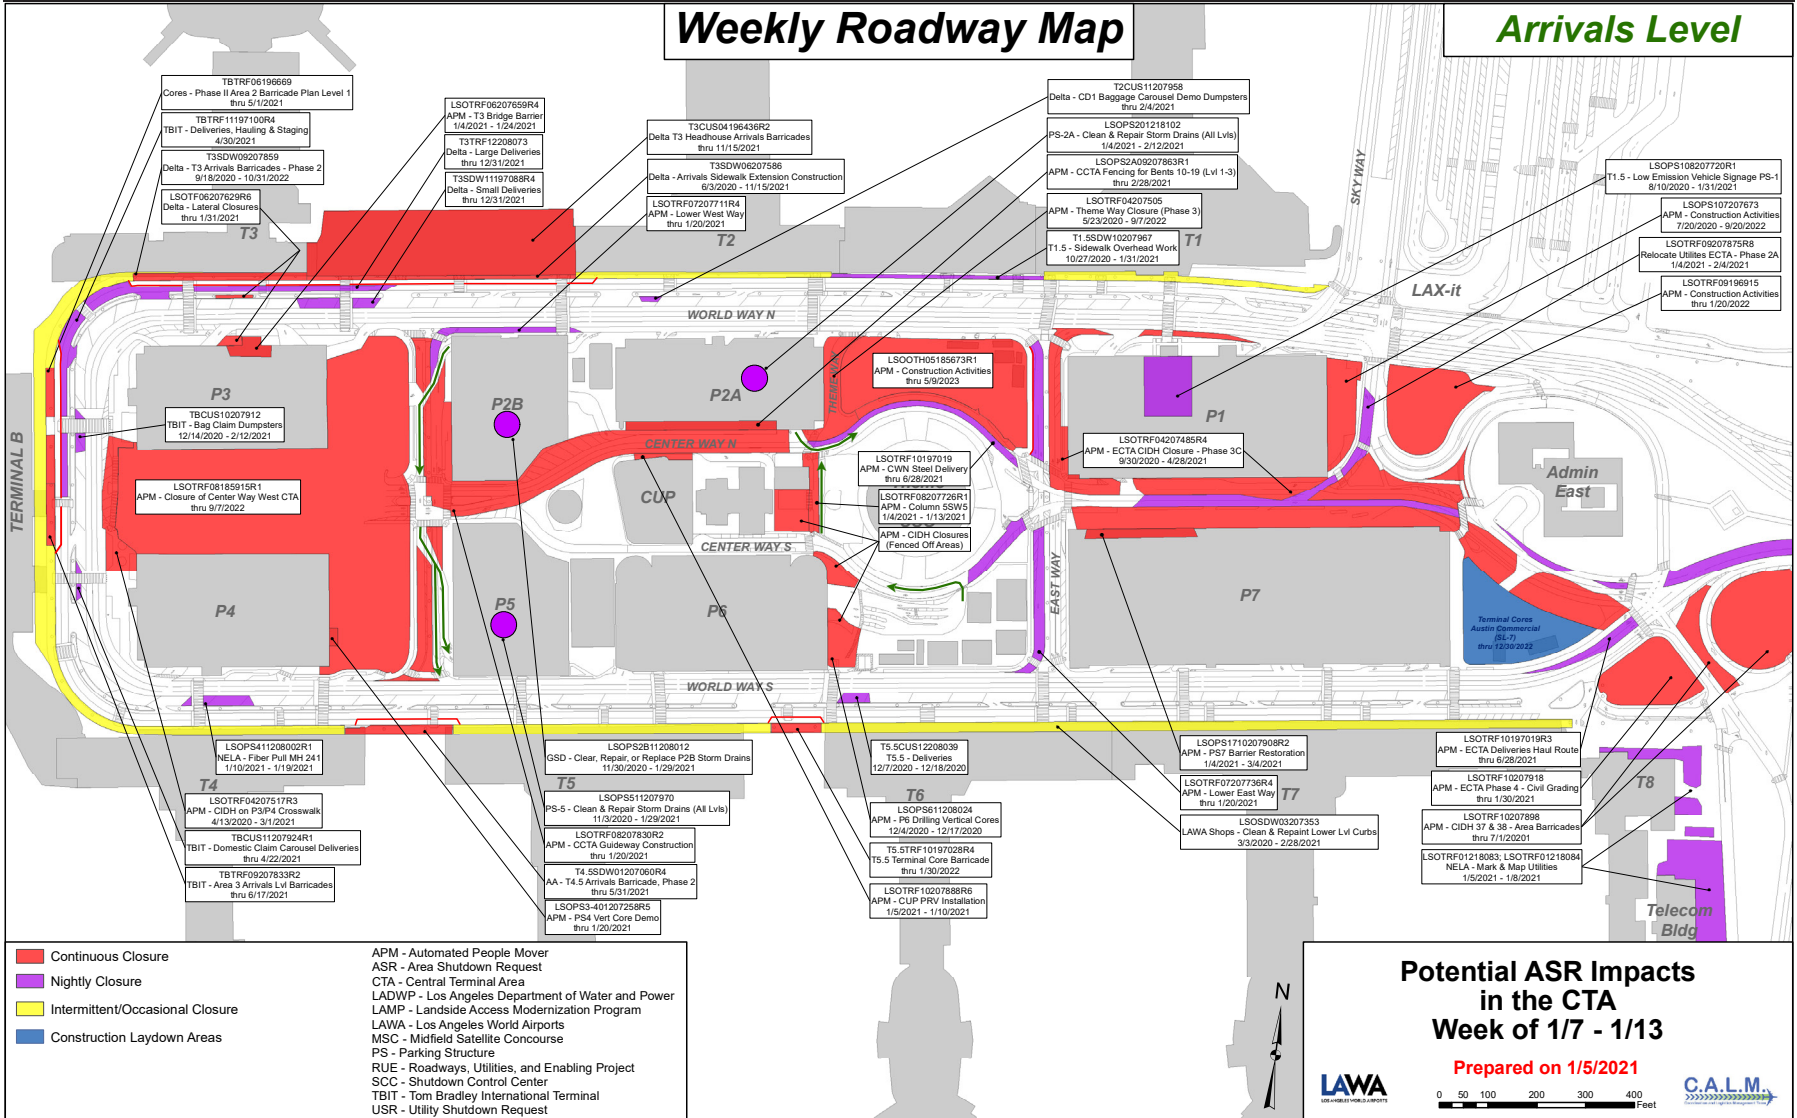 Weekly Roadway Map
Arrivals Level
TBTRF06196669
Cores - Phase II Area 2 Barricade Plan Level 1
thru 5/1/2021
TBTRF11197100R4
TBIT - Deliveries, Hauling & Staging
4/30/2021
T3SDW09207859
Delta - T3 Arrivals Barricades - Phase 2
9/18/2020 - 10/31/2022
LSOTF06207629R6
Delta - Lateral Closures
thru 1/31/2021
LSOTRF06207659R4
APM - T3 Bridge Barrier
1/4/2021 - 1/24/2021
T3TRF12208073
Delta - Large Deliveries
thru 12/31/2021
T3SDW11197088R4
Delta - Small Deliveries
thru 12/31/2021
T3CUS04196436R2
Delta T3 Headhouse Arrivals Barricades
thru 11/15/2021
T3SDW06207586
Delta - Arrivals Sidewalk Extension Construction
6/3/2020 - 11/15/2021
LSOTRF07207711R4
APM - Lower West Way
thru 1/20/2021
T2CUS11207958
Delta - CD1 Baggage Carousel Demo Dumpsters
thru 2/4/2021
LSOPS201218102
PS-2A - Clean & Repair Storm Drains (All Lvls)
1/4/2021 - 2/12/2021
LSOPS2A09207863R1
APM - CCTA Fencing for Bents 10-19 (Lvl 1-3)
thru 2/28/2021
LSOTRF04207505
APM - Theme Way Closure (Phase 3)
5/23/2020 - 9/7/2022
T1.5SDW10207967
T1.5 - Sidewalk Overhead Work
10/27/2020 - 1/31/2021
LSOPS108207720R1
T1.5 - Low Emission Vehicle Signage PS-1
8/10/2020 - 1/31/2021
LSOPS107207673
APM - Construction Activities
7/20/2020 - 9/20/2022
LSOTRF09207875R8
Relocate Utilites ECTA - Phase 2A
1/4/2021 - 2/4/2021
LSOTRF09196915
APM - Construction Activities
thru 1/20/2022
T3
T2
T1
SKY WAY
LAX-it
WORLD WAY N
P3
P2B
P2A
THEME WAY
LSOOTH05185673R1
APM - Construction Activities
thru 5/9/2023
P1
TBCUS10207912
TBIT - Bag Claim Dumpsters
12/14/2020 - 2/12/2021
CENTER WAY N
LSOTRF04207485R4
APM - ECTA CIDH Closure - Phase 3C
9/30/2020 - 4/28/2021
LSOTRF10197019
APM - CWN Steel Delivery
thru 6/28/2021
TERMINAL B
LSOTRF08185915R1
APM - Closure of Center Way West CTA
thru 9/7/2022
CUP
LSOTRF08207726R1
APM - Column 5SW5
1/4/2021 - 1/13/2021
Admin
East
APM - CIDH Closures
(Fenced Off Areas)
CENTER WAY S
EAST WAY
P4
P5
P6
P7
Terminal Cores
Austin Commercial
(SL-7)
thru 12/30/2022
WORLD WAY S
LSOPS411208002R1
NELA - Fiber Pull MH 241
1/10/2021 - 1/19/2021
T4
LSOTRF04207517R3
APM - CIDH on P3/P4 Crosswalk
4/13/2020 - 3/1/2021
TBCUS11207924R1
TBIT - Domestic Claim Carousel Deliveries
thru 4/22/2021
TBTRF09207833R2
TBIT - Area 3 Arrivals Lvl Barricades
thru 6/17/2021
LSOPS2B11208012
GSD - Clear, Repair, or Replace P2B Storm Drains
11/30/2020 - 1/29/2021
T5
LSOPS511207970
PS-5 - Clean & Repair Storm Drains (All Lvls)
11/3/2020 - 1/29/2021
LSOTRF08207830R2
APM - CCTA Guideway Construction
thru 1/20/2021
T4.5SDW01207060R4
AA - T4.5 Arrivals Barricade, Phase 2
thru 5/31/2021
LSOPS3-401207258R5
APM - PS4 Vert Core Demo
thru 1/20/2021
T5.5CUS12208039
T5.5 - Deliveries
12/7/2020 - 12/18/2020
T6
LSOPS611208024
APM - P6 Drilling Vertical Cores
12/4/2020 - 12/17/2020
T5.5TRF10197028R4
T5.5 Terminal Core Barricade
thru 1/30/2022
LSOTRF10207888R6
APM - CUP PRV Installation
1/5/2021 - 1/10/2021
LSOPS1710207908R2
APM - PS7 Barrier Restoration
1/4/2021 - 3/4/2021
LSOTRF07207736R4
APM - Lower East Way
thru 1/20/2021
T7
LSOSDW03207353
LAWA Shops - Clean & Repaint Lower Lvl Curbs
3/3/2020 - 2/28/2021
LSOTRF10197019R3
APM - ECTA Deliveries Haul Route
thru 6/28/2021
LSOTRF10207918
APM - ECTA Phase 4 - Civil Grading
thru 1/30/2021
LSOTRF10207898
APM - CIDH 37 & 38 - Area Barricades
thru 7/1/20201
LSOTRF01218083; LSOTRF01218084
NELA - Mark & Map Utilities
1/5/2021 - 1/8/2021
T8
Telecom
Bldg
Continuous Closure
Nightly Closure
Intermittent/Occasional Closure
Construction Laydown Areas
APM - Automated People Mover
ASR - Area Shutdown Request
CTA - Central Terminal Area
LADWP - Los Angeles Department of Water and Power
LAMP - Landside Access Modernization Program
LAWA - Los Angeles World Airports
MSC - Midfield Satellite Concourse
PS - Parking Structure
RUE - Roadways, Utilities, and Enabling Project
SCC - Shutdown Control Center
TBIT - Tom Bradley International Terminal
USR - Utility Shutdown Request
N
Potential ASR Impacts
in the CTA
Week of 1/7 - 1/13
Prepared on 1/5/2021
LAWA
LOS ANGELES WORLD AIRPORTS
0 50 100 200 300 400
Feet
C.A.L.M.